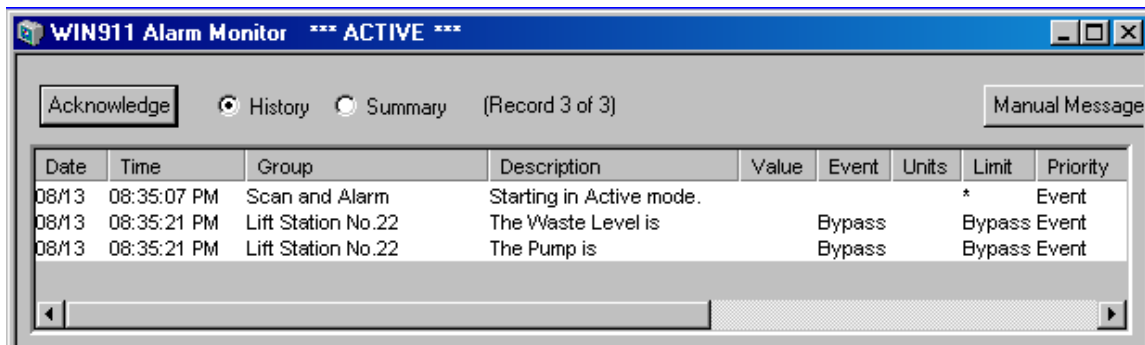 WIN911 Alarm Monitor *** ACTIVE ***
Acknowledge History Summary (Record 3 of 3) Manual Message
Date Time Group Description Value Event Units Limit Priority
08/13 08:35:07 PM Scan and Alarm Starting in Active mode. * Event
08/13 08:35:21 PM Lift Station No.22 The Waste Level is Bypass Bypass Event
08/13 08:35:21 PM Lift Station No.22 The Pump is Bypass Bypass Event